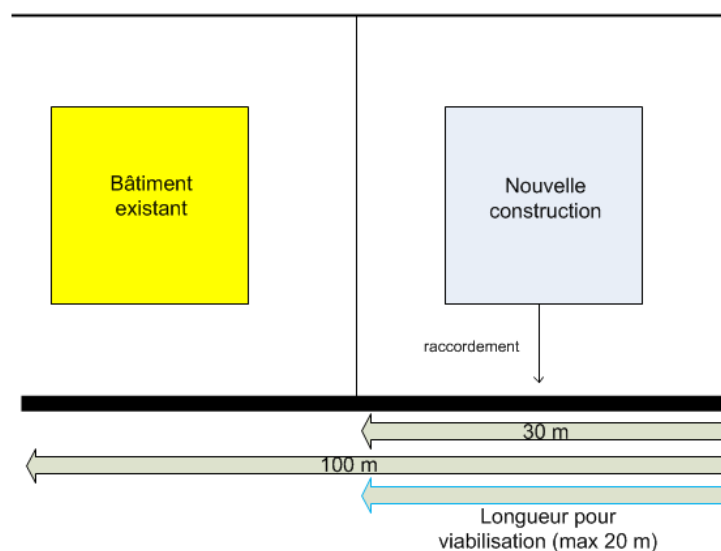 Bâtiment
existant
Nouvelle
construction
raccordement
30 m
100 m
Longueur pour
viabilisation (max 20 m)